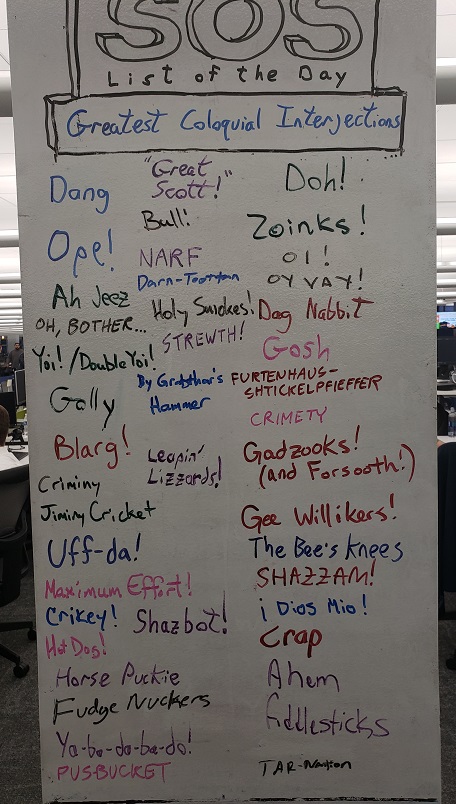 SOS
List of the Day
Greatest Coloquial Interjections
Dang
Ope!
Ah Jeez
OH, BOTHER...
Yoi! / Double Yoi!
Golly
Blarg!
Criminy
Jiminy Cricket
Uff-da!
Maximum Effort!
Crikey!
Hot Dog!
Horse Puckie
Fudge Nuckers
Ya-ba-da-ba-do!
PUS-BUCKET
"Great
Scott!"
Bull!
NARF
Darn-Tootin
Holy Smokes!
STREWTH!
By Grapthar's
Hammer
Leapin'
Lizzards!
Shazbot!
Doh!
Zoinks!
OI!
OY VAY!
Dag Nabbit
Gosh
FURTENHAUS-
SHTICKELPFIEFFER
CRIMETY
Gadzooks!
(and Forsooth!)
Gee Willikers!
The Bee's Knees
SHAZZAM!
¡ Dios Mio!
Crap
Ahem
fiddlesticks
TAR-Nation